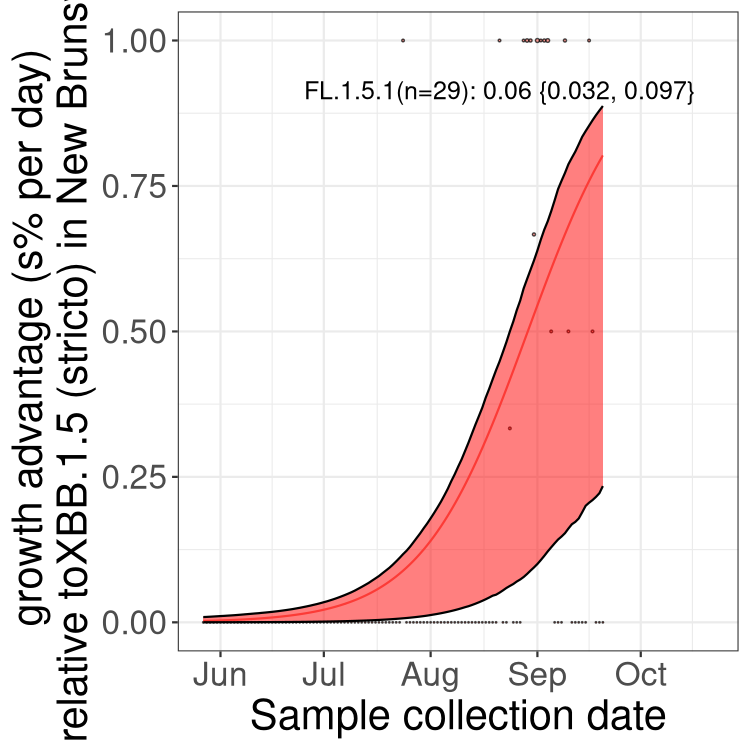 growth advantage (s% per day)
relative toXBB.1.5 (stricto) in New
1.00
0.75
0.50
0.25
0.00
FL.1.5.1(n=29): 0.06 {0.032, 0.097}
Jun Jul Aug Sep Oct
Sample collection date